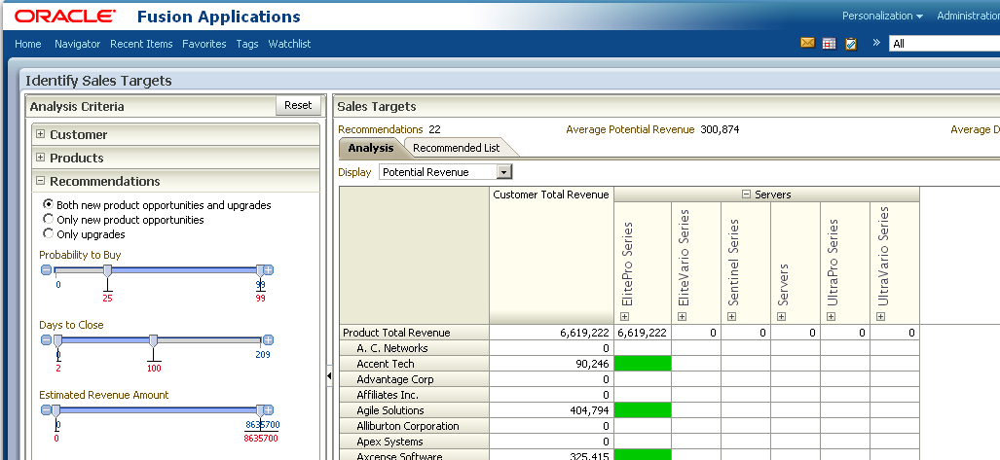 ORACLE Fusion Applications
Personalization Administration
Home Navigator Recent Items Favorites Tags Watchlist » All
Identify Sales Targets
Analysis Criteria Reset
Customer
Products
Recommendations
Both new product opportunities and upgrades
Only new product opportunities
Only upgrades
Probability to Buy
0 99
25 99
Days to Close
0 209
2 100
Estimated Revenue Amount
0 8635700
0 8635700
Sales Targets
Recommendations 22 Average Potential Revenue 300,874 Average D
Analysis Recommended List
Display Potential Revenue
Customer Total Revenue Servers
ElitePro Series
EliteVario Series
Sentinel Series
Servers
UltraPro Series
UltraVario Series
Product Total Revenue 6,619,222 6,619,222 0 0 0 0 0
A. C. Networks 0
Accent Tech 90,246
Advantage Corp 0
Affiliates Inc. 0
Agile Solutions 404,794
Alliburton Corporation 0
Apex Systems 0
Axcense Software 325,415